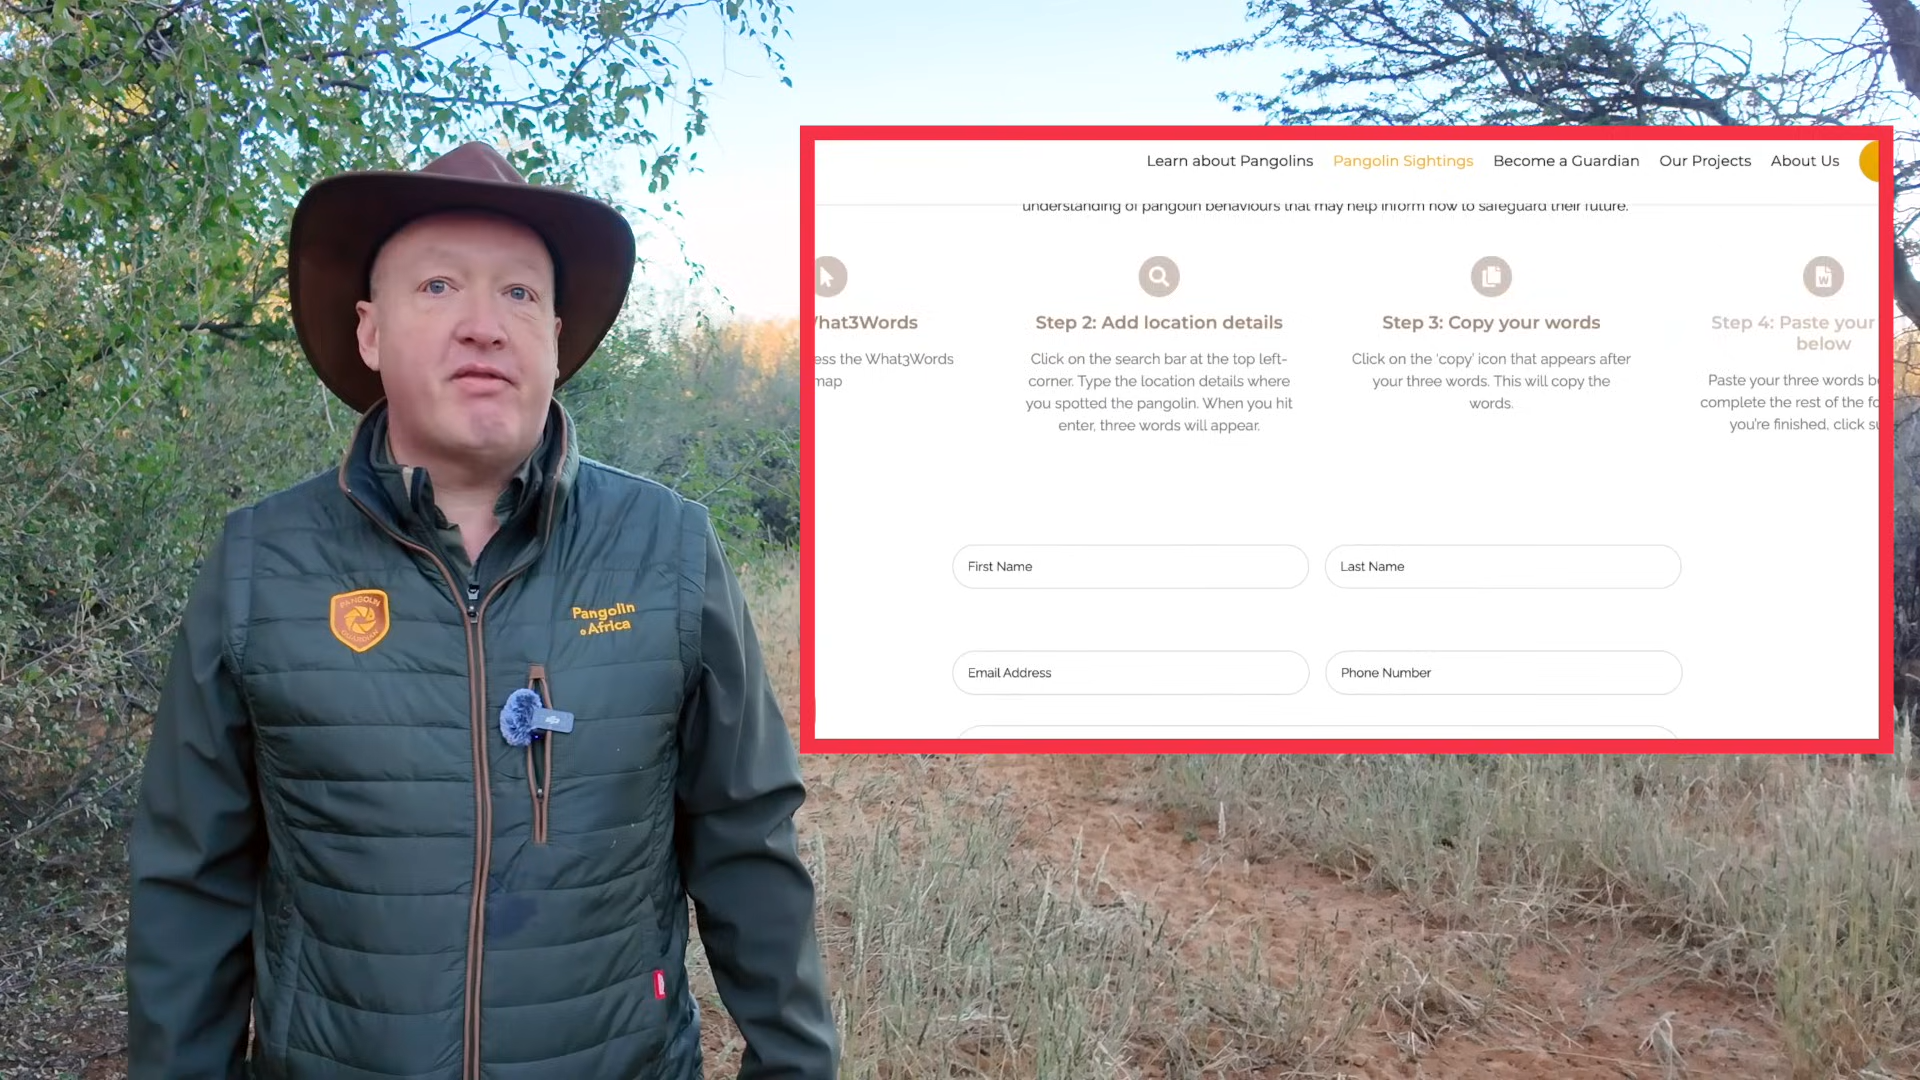 Learn about Pangolins Pangolin Sightings Become a Guardian Our Projects About Us
understanding of pangolin behaviours that may help inform how to safeguard their future.
hat3Words
Step 2: Add location details
Step 3: Copy your words
Step 4: Paste your
below
ess the What3Words
map
Click on the search bar at the top left-
corner. Type the location details where
you spotted the pangolin. When you hit
enter, three words will appear.
Click on the 'copy' icon that appears after
your three words. This will copy the
words.
Paste your three words b
complete the rest of the fo
you're finished, click su
First Name
Last Name
Email Address
Phone Number
PANGOLIN
GUARDIAN
Pangolin
Africa
dji